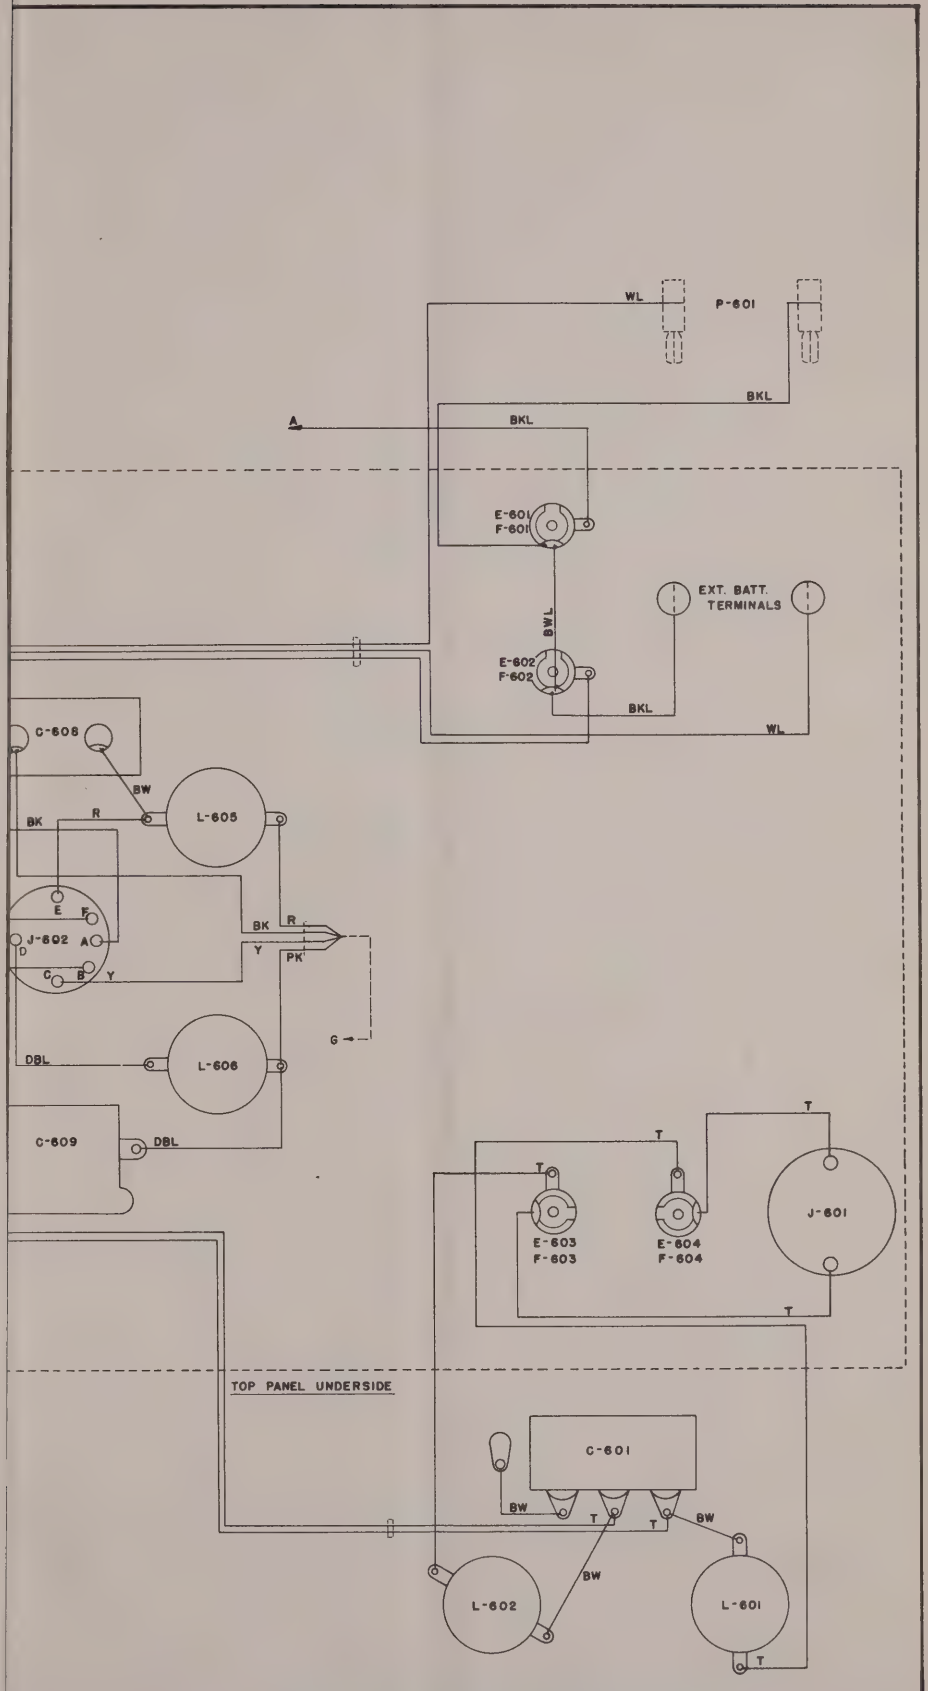 WL
P-601
BKL
A
BKL
E-601
F-601
EXT. BATT.
TERMINALS
BWL
E-602
F-602
BKL
WL
C-608
BW
R
L-605
BK
E
F
BK
R
J-602
A
D
Y
PK
C
B
Y
G
DBL
L-606
C-609
DBL
T
T
T
J-601
E-603
F-603
E-604
F-604
T
TOP PANEL UNDERSIDE
C-601
BW
T
T
BW
BW
L-602
L-601
T